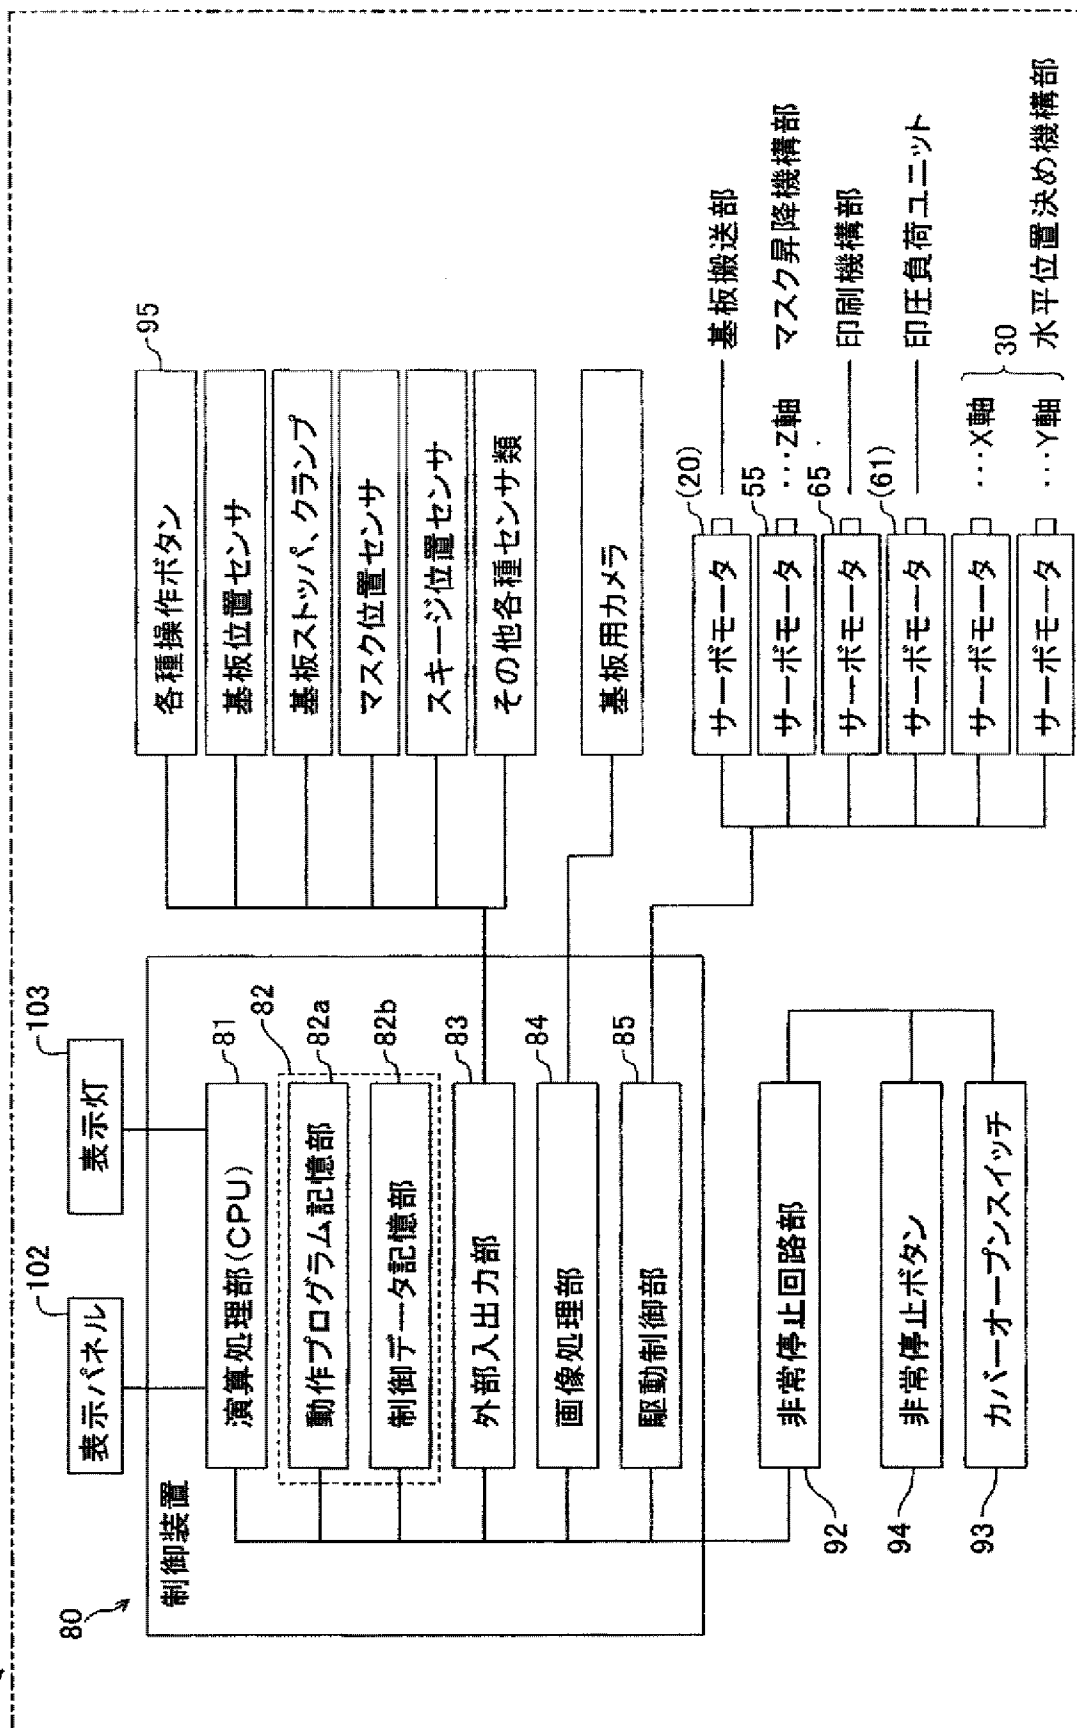 80
制御装置
102
表示パネル
103
表示灯
演算処理部(CPU)
81
82
動作プログラム記憶部
82a
制御データ記憶部
82b
外部入出力部
83
画像処理部
84
駆動制御部
85
92
非常停止回路部
94
非常停止ボタン
93
カバーオープンスイッチ
各種操作ボタン
95
基板位置センサ
基板ストッパ、クランプ
マスク位置センサ
スキージ位置センサ
その他各種センサ類
基板用カメラ
サーボモータ
(20)
基板搬送部
サーボモータ
55
…Z軸
マスク昇降機構部
サーボモータ
65
印刷機構部
サーボモータ
(61)
印圧負荷ユニット
サーボモータ
…X軸
30
サーボモータ
…Y軸
水平位置決め機構部